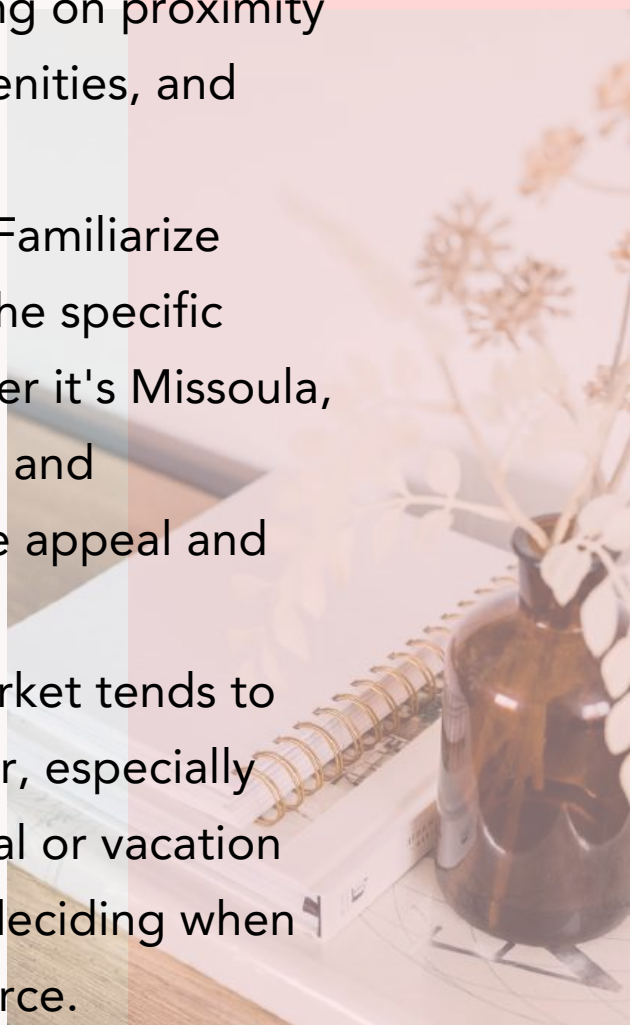 ng on proximity
enities, and
Familiarize
he specific
er it's Missoula,
and
e appeal and
rket tends to
r, especially
al or vacation
deciding when
rce.